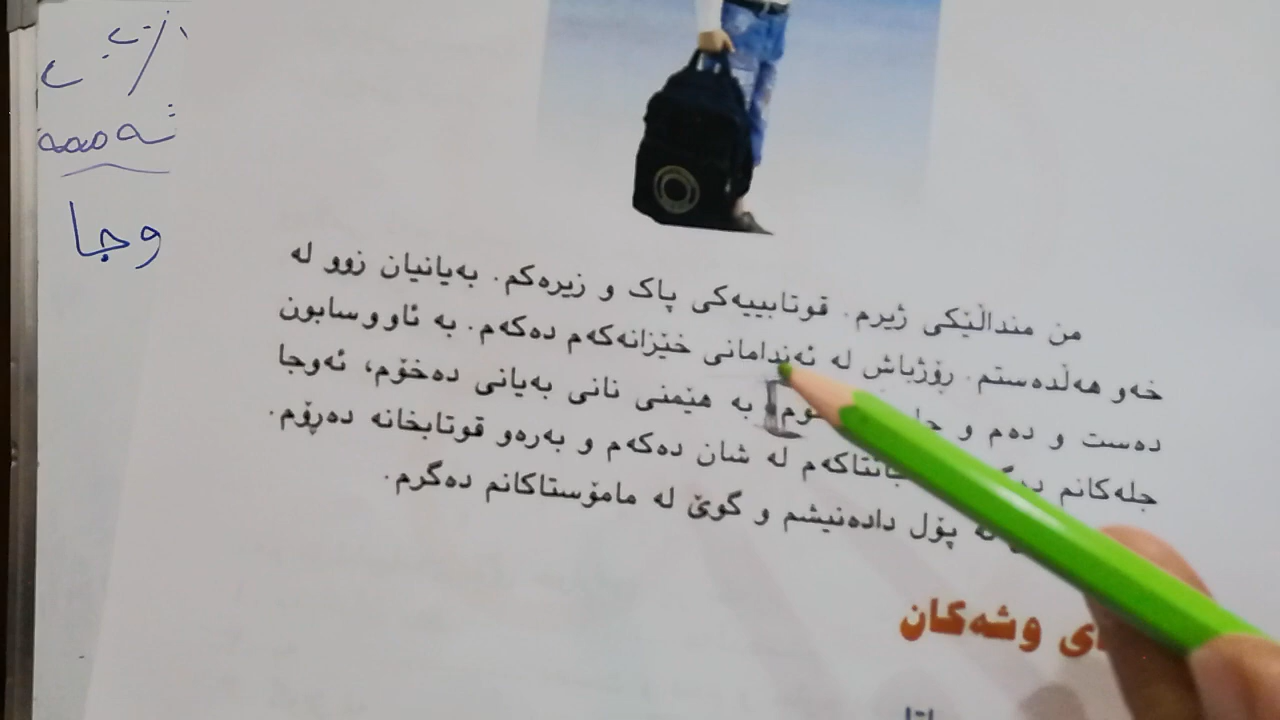 من منداڵێکی ژیرم. قوتابییەکی پاک و زیرەکم. بەیانیان زوو لە
خەو هەڵدەستم. ڕۆژباش لە ئەندامانی خێزانەکەم دەکەم. بە ئاووسابون
دەست و دەم و بە هێمنی نانی بەیانی دەخۆم، ئەوجا
جلەکانم جانتاکەم لە شان دەکەم و بەرەو قوتابخانە دەڕۆم.
لە پۆل دادەنیشم و گوێ لە مامۆستاکانم دەگرم.
وشەکان
وجا